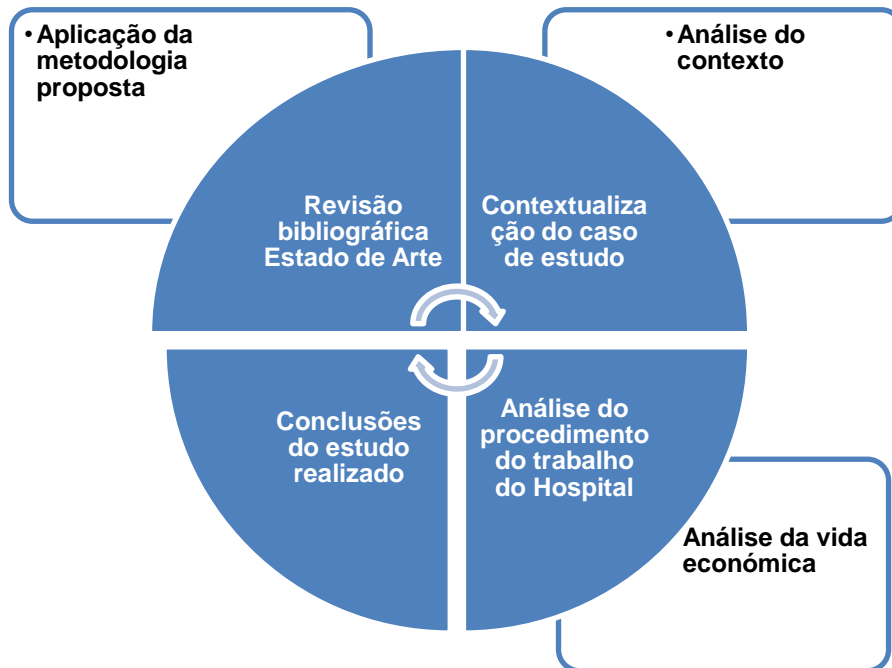 • Aplicação da
metodologia
proposta
• Análise do
contexto
Revisão
bibliográfica
Estado de Arte
Contextualiza
ção do caso
de estudo
Conclusões
do estudo
realizado
Análise do
procedimento
do trabalho
do Hospital
Análise da vida
económica